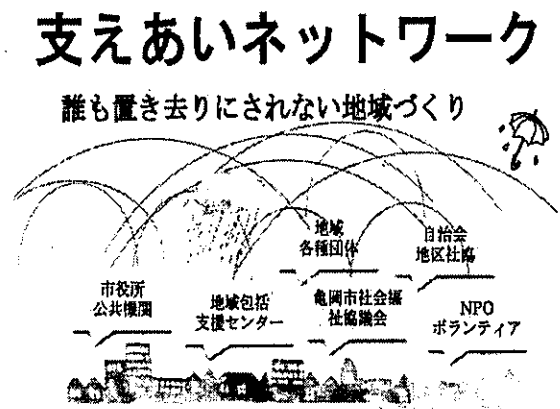 支えあいネットワーク
誰も置き去りにされない地域づくり
地域
各種団体
自治会
地区社協
市役所
公共機関
地域包括
支援センター
亀岡市社会福
祉協議会
NPO
ボランティア